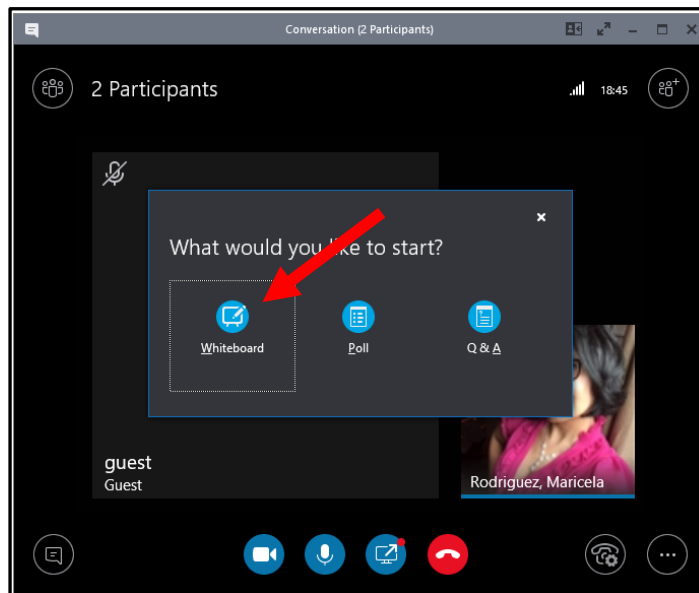 Conversation (2 Participants)
2 Participants
18:45
What would you like to start?
Whiteboard
Poll
Q & A
guest
Guest
Rodriguez, Maricela